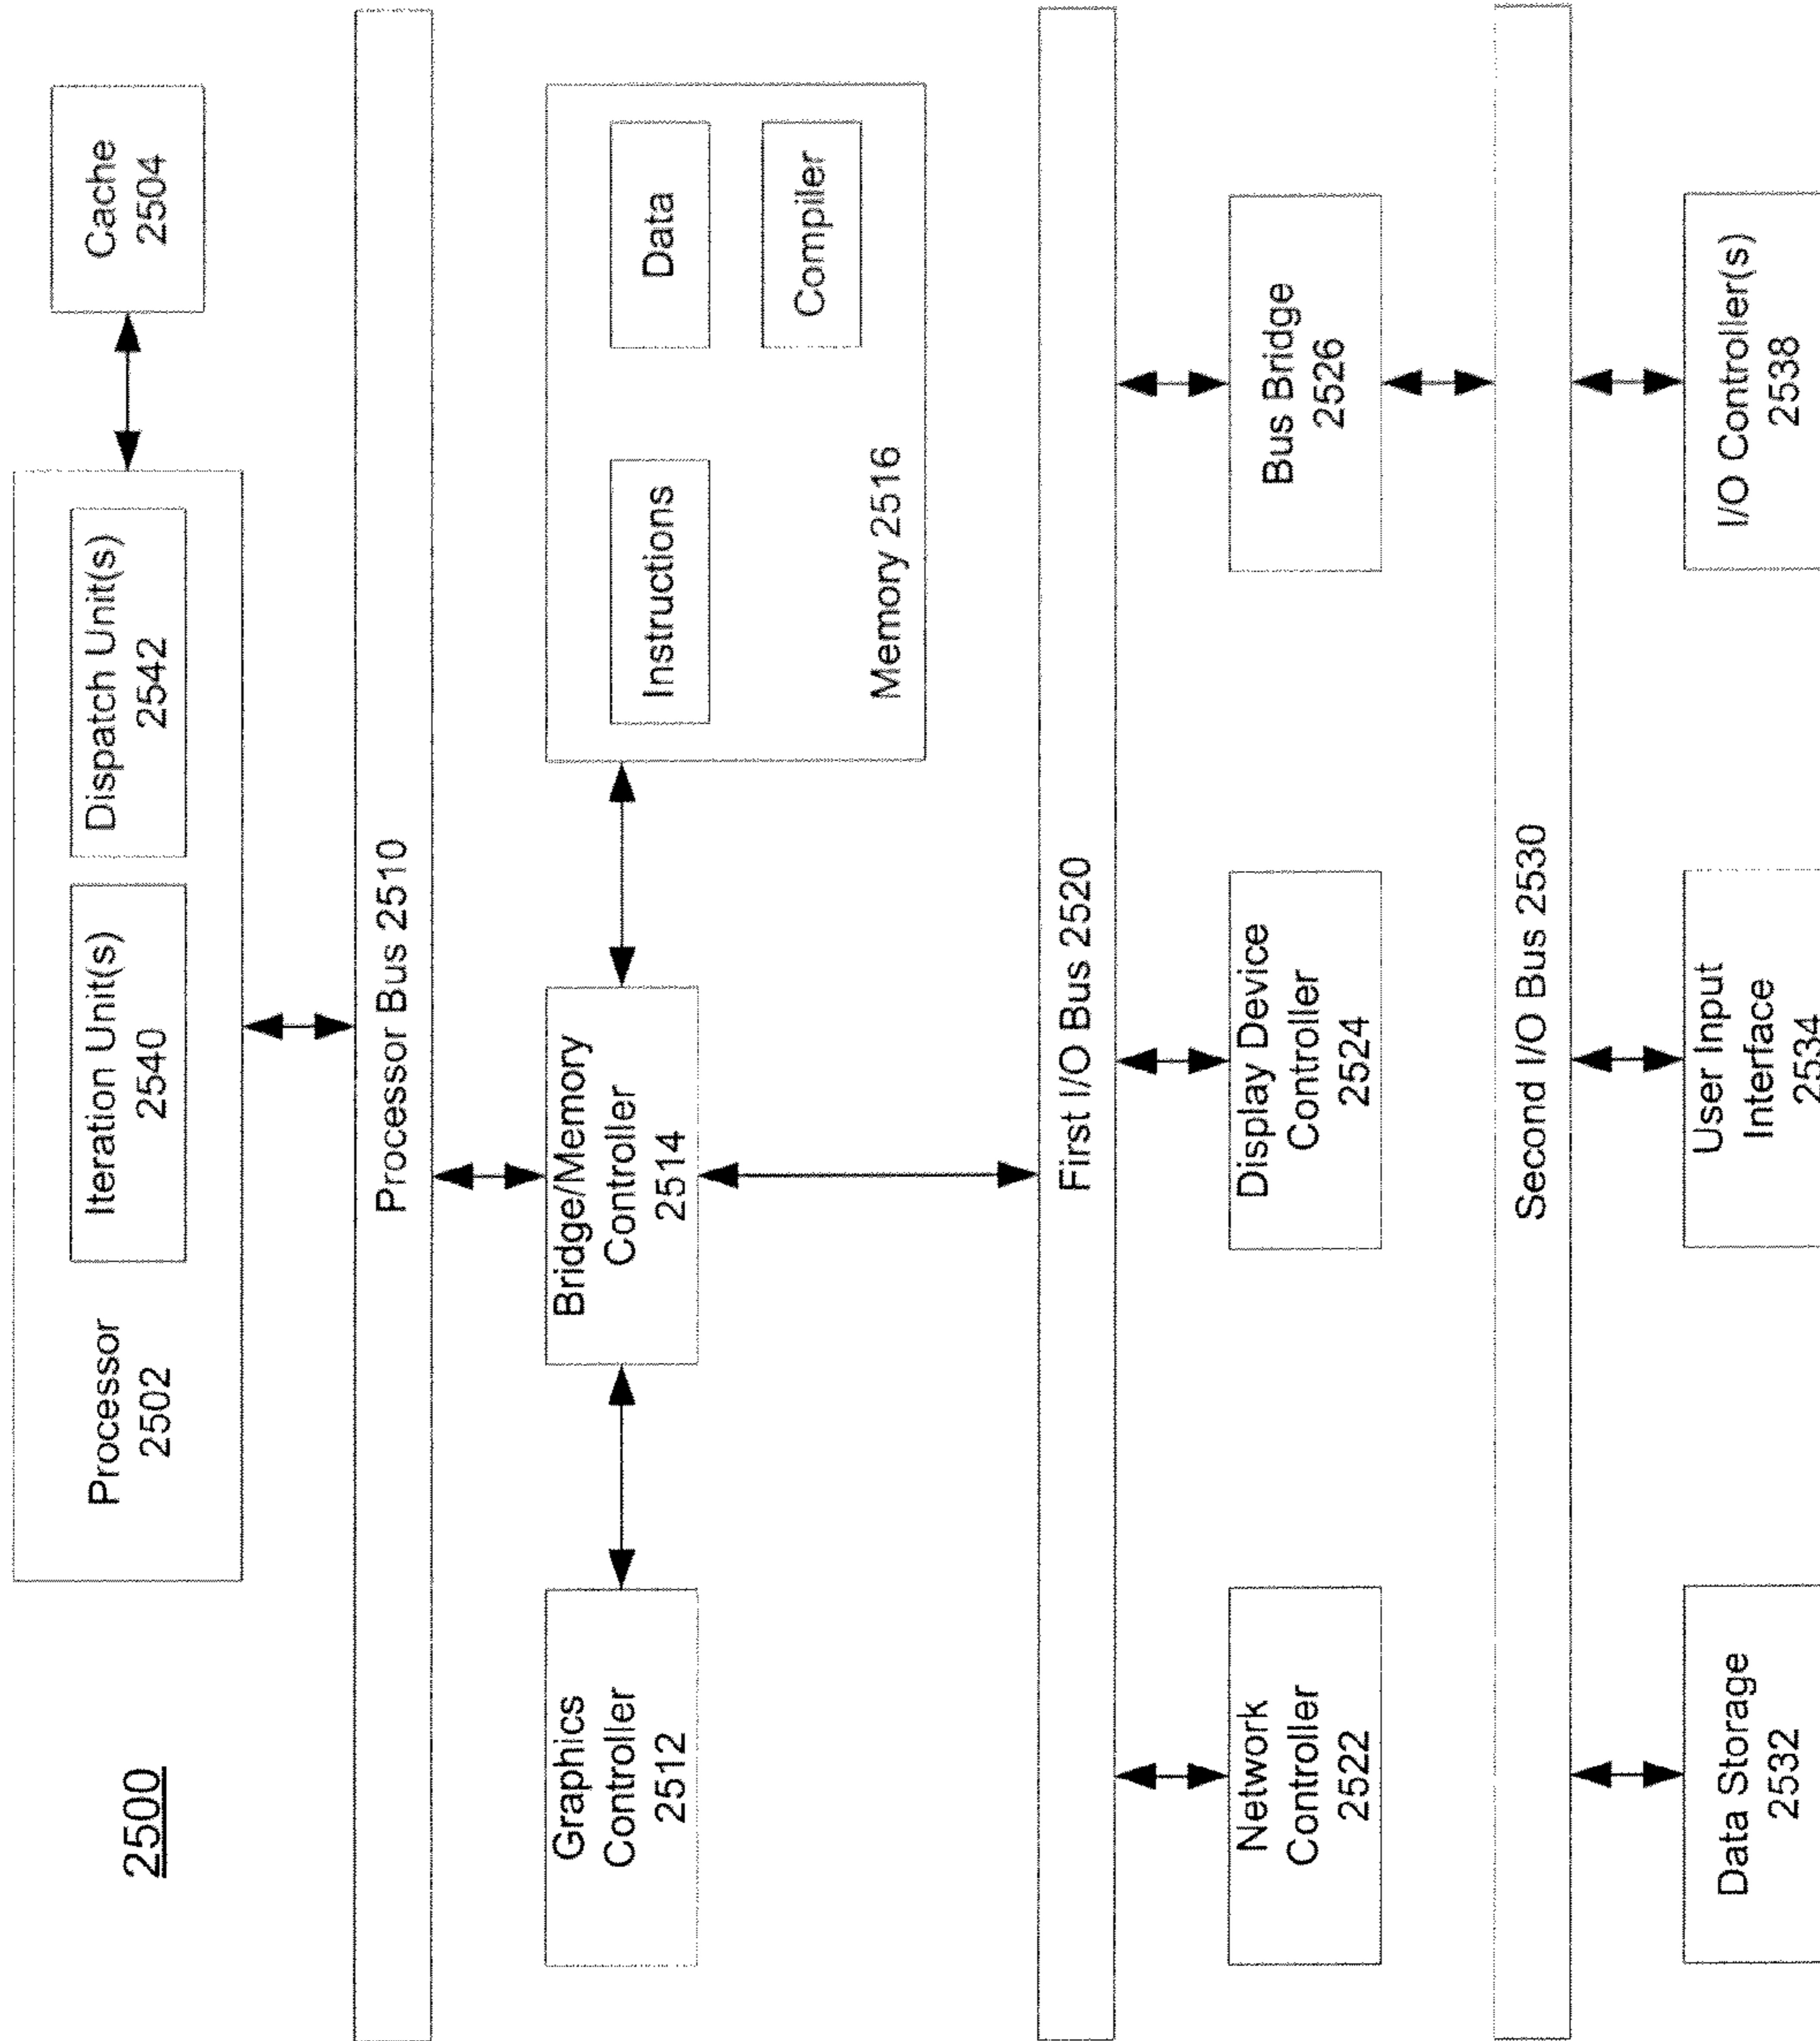 2500
Processor
2502
Iteration Unit(s)
2540
Dispatch Unit(s)
2542
Cache
2504
Processor Bus 2510
Graphics
Controller
2512
Bridge/Memory
Controller
2514
Instructions
Data
Compiler
Memory 2516
First I/O Bus 2520
Network
Controller
2522
Display Device
Controller
2524
Bus Bridge
2526
Second I/O Bus 2530
Data Storage
2532
User Input
Interface
2534
I/O Controller(s)
2538